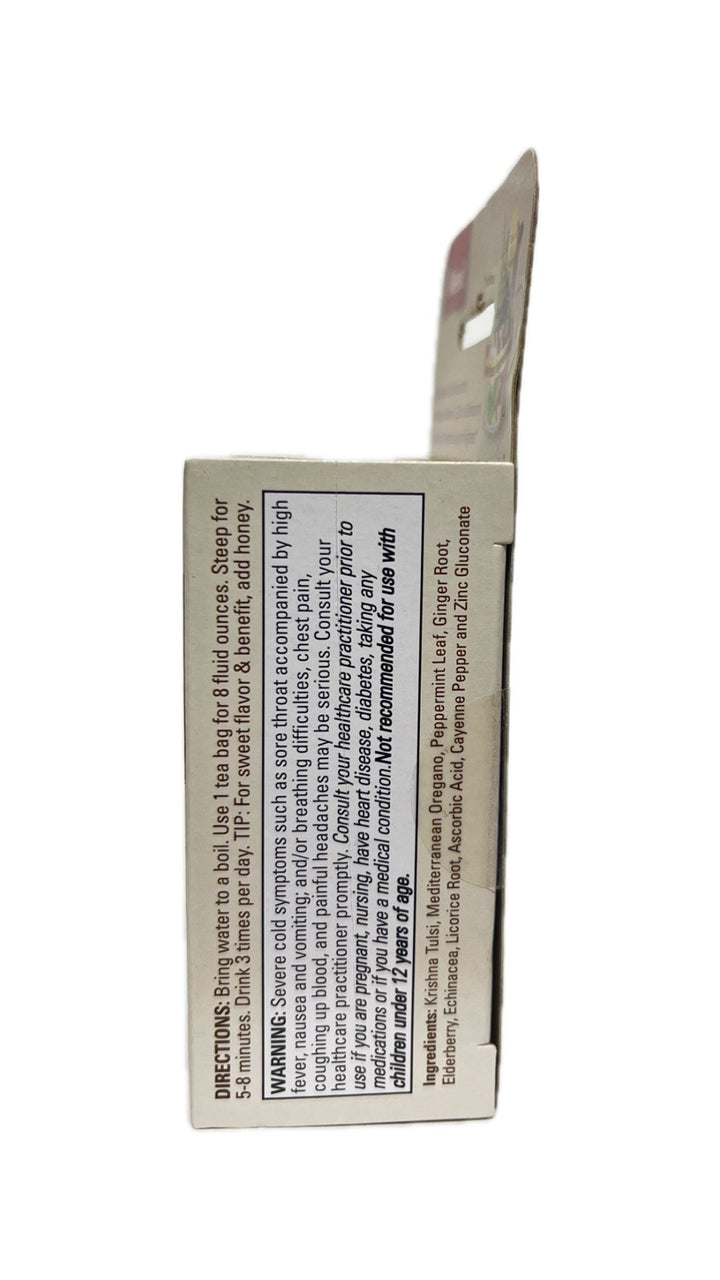 DIRECTIONS: Bring water to a boil. Use 1 tea bag for 8 fluid ounces. Steep for
5-8 minutes. Drink 3 times per day. TIP: For sweet flavor & benefit, add honey.
WARNING: Severe cold symptoms such as sore throat accompanied by high
fever, nausea and vomiting; and/or breathing difficulties, chest pain,
coughing up blood, and painful headaches may be serious. Consult your
healthcare practitioner promptly. Consult your healthcare practitioner prior to
use if you are pregnant, nursing, have heart disease, diabetes, taking any
medications or if you have a medical condition.Not recommended for use with
children under 12 years of age.
Ingredients: Krishna Tulsi, Mediterranean Oregano, Peppermint Leaf, Ginger Root,
Elderberry, Echinacea, Licorice Root, Ascorbic Acid, Cayenne Pepper and Zinc Gluconate